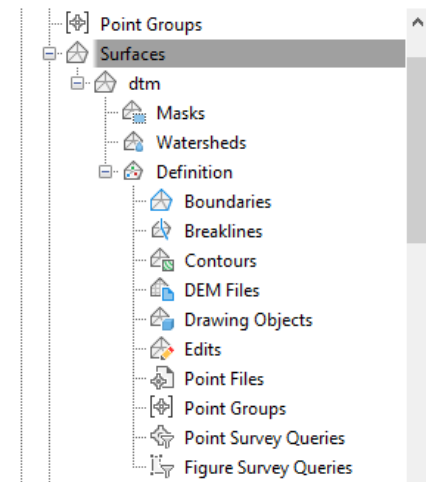 Point Groups
Surfaces
dtm
Masks
Watersheds
Definition
Boundaries
Breaklines
Contours
DEM Files
Drawing Objects
Edits
Point Files
Point Groups
Point Survey Queries
Figure Survey Queries